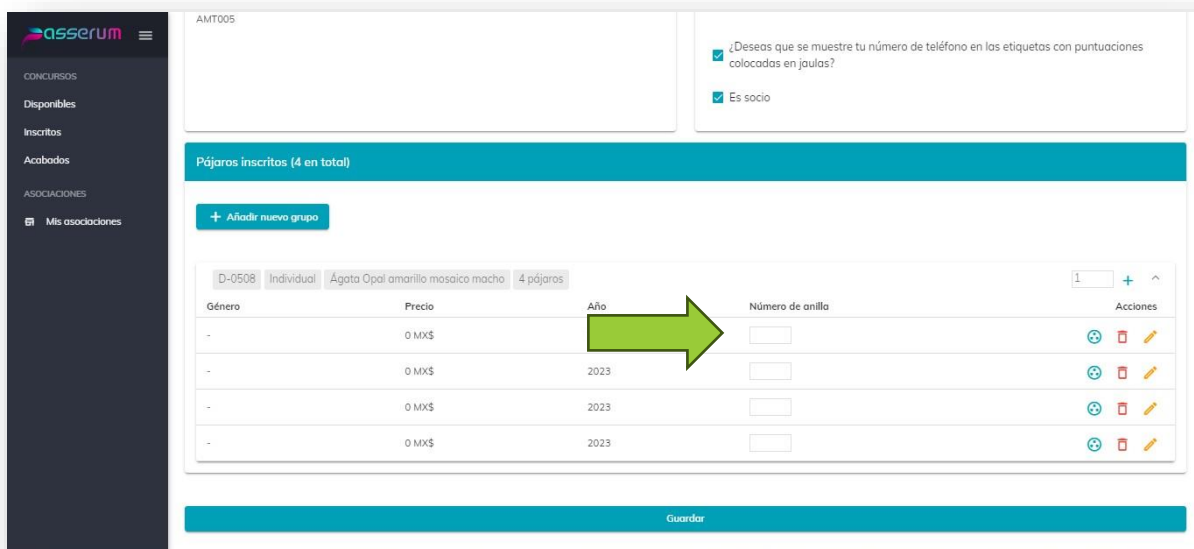 passerum
CONCURSOS
Disponibles
Inscritos
Acabados
ASOCIACIONES
Mis asociaciones
AMT005
¿Deseas que se muestre tu número de teléfono en las etiquetas con puntuaciones
colocadas en jaulas?
Es socio
Pájaros inscritos (4 en total)
+ Añadir nuevo grupo
D-0508 Individual Ágata Opal amarillo mosaico macho 4 pájaros 1 +
Género Precio Año Número de anilla Acciones
- 0 MX$
- 0 MX$ 2023
- 0 MX$ 2023
- 0 MX$ 2023
Guardar